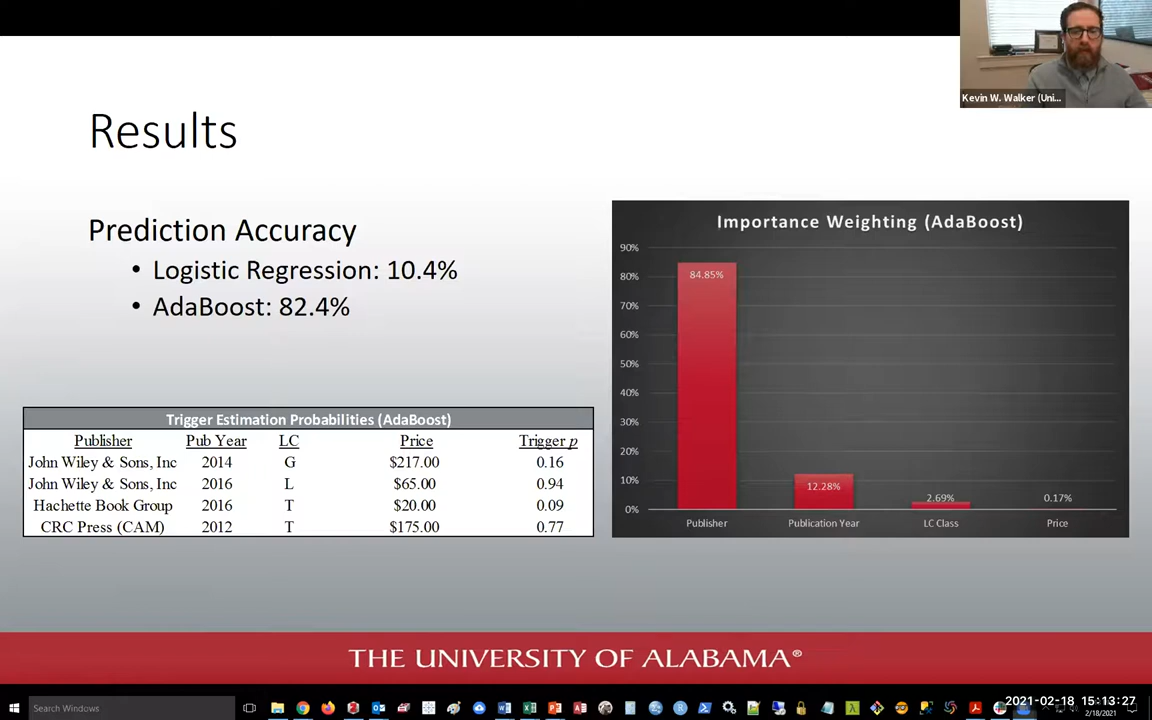 Kevin W. Walker (Uni...
Results
Prediction Accuracy
• Logistic Regression: 10.4%
• AdaBoost: 82.4%
Trigger Estimation Probabilities (AdaBoost)
Publisher Pub Year LC Price Trigger p
John Wiley & Sons, Inc 2014 G $217.00 0.16
John Wiley & Sons, Inc 2016 L $65.00 0.94
Hachette Book Group 2016 T $20.00 0.09
CRC Press (CAM) 2012 T $175.00 0.77
Importance Weighting (AdaBoost)
90%
80%
70%
60%
50%
40%
30%
20%
10%
0%
84.85%
12.28%
2.69%
0.17%
Publisher Publication Year LC Class Price
THE UNIVERSITY OF ALABAMA®
Search Windows
2021-02-18 15:13:27
2/18/2021